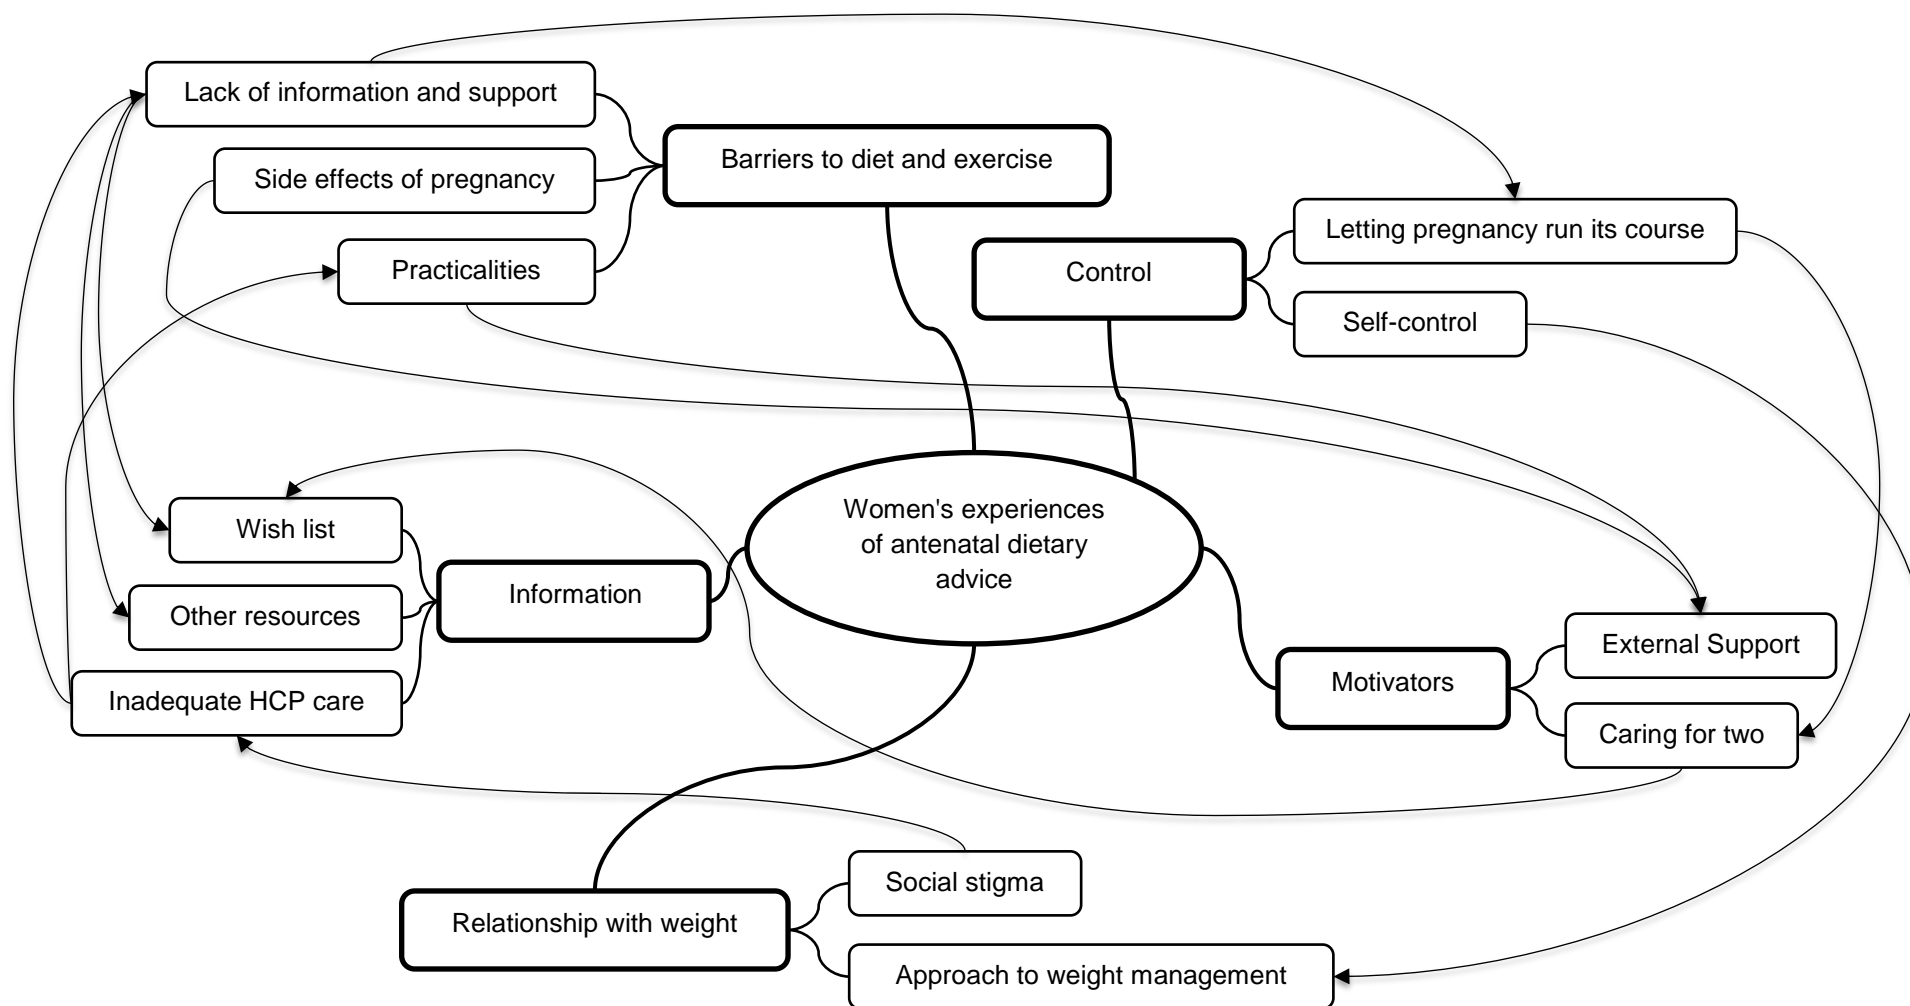 Lack of information and support
Side effects of pregnancy
Practicalities
Barriers to diet and exercise
Control
Letting pregnancy run its course
Self-control
Women's experiences
of antenatal dietary
advice
Wish list
Other resources
Inadequate HCP care
Information
Motivators
External Support
Caring for two
Relationship with weight
Social stigma
Approach to weight management